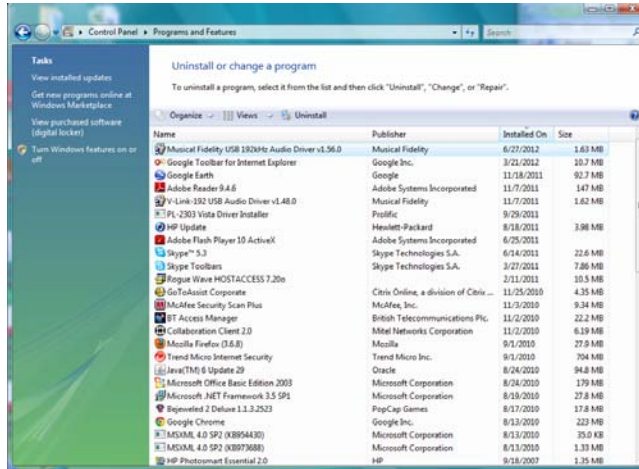 Control Panel ▸ Programs and Features
Search
Tasks
View installed updates
Get new programs online at
Windows Marketplace
View purchased software
(digital locker)
Turn Windows features on or
off
Uninstall or change a program
To uninstall a program, select it from the list and then click "Uninstall", "Change", or "Repair".
Organize Views Uninstall
Name Publisher Installed On Size
Musical Fidelity USB 192kHz Audio Driver v1.56.0 Musical Fidelity 6/27/2012 1.63 MB
Google Toolbar for Internet Explorer Google Inc. 3/21/2012 10.7 MB
Google Earth Google 11/18/2011 92.7 MB
Adobe Reader 9.4.6 Adobe Systems Incorporated 11/7/2011 147 MB
V-Link-192 USB Audio Driver v1.48.0 Musical Fidelity 11/7/2011 1.62 MB
PL-2303 Vista Driver Installer Prolific 9/29/2011
HP Update Hewlett-Packard 8/18/2011 3.98 MB
Adobe Flash Player 10 ActiveX Adobe Systems Incorporated 6/25/2011
Skype™ 5.3 Skype Technologies S.A. 6/14/2011 22.6 MB
Skype Toolbars Skype Technologies S.A. 3/27/2011 7.86 MB
Rogue Wave HOSTACCESS 7.20n 2/11/2011 10.5 MB
GoToAssist Corporate Citrix Online, a division of Citrix ... 11/25/2010 4.35 MB
McAfee Security Scan Plus McAfee, Inc. 11/3/2010 9.34 MB
BT Access Manager British Telecommunications Plc. 11/2/2010 22.2 MB
Collaboration Client 2.0 Mitel Networks Corporation 11/2/2010 6.19 MB
Mozilla Firefox (3.6.8) Mozilla 9/1/2010 27.9 MB
Trend Micro Internet Security Trend Micro Inc. 9/1/2010 704 MB
Java(TM) 6 Update 29 Oracle 8/24/2010 94.8 MB
Microsoft Office Basic Edition 2003 Microsoft Corporation 8/24/2010 179 MB
Microsoft .NET Framework 3.5 SP1 Microsoft Corporation 8/19/2010 27.8 MB
Bejeweled 2 Deluxe 1.1.3.2523 PopCap Games 8/17/2010 17.8 MB
Google Chrome Google Inc. 8/13/2010 223 MB
MSXML 4.0 SP2 (KB954430) Microsoft Corporation 8/13/2010 35.0 KB
MSXML 4.0 SP2 (KB973688) Microsoft Corporation 8/13/2010 1.33 MB
HP Photosmart Essential 2.0 HP 9/18/2007 1.35 MB